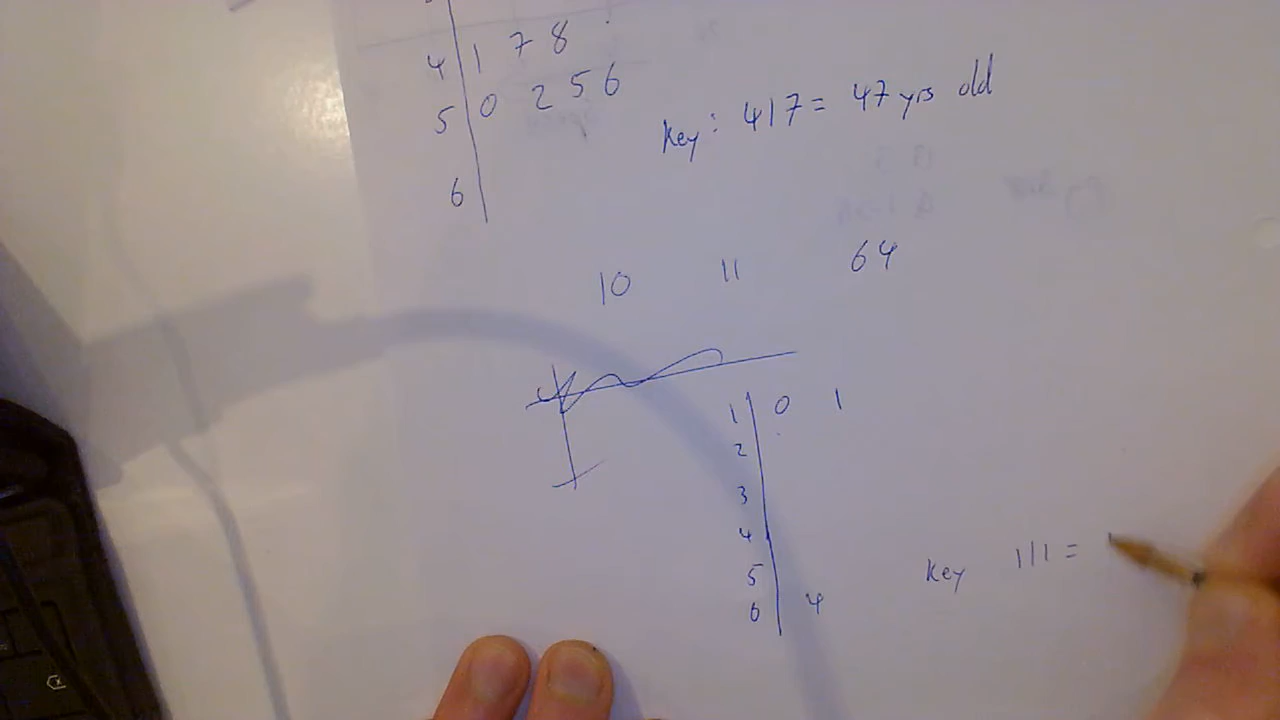 4 | 1 7 8
5 | 0 2 5 6
Key: 4|7 = 47 yrs old
6 |
10 11 64
1 | 0 1
2 |
3 |
4 |
5 |
6 | 4
Key 1|1 =